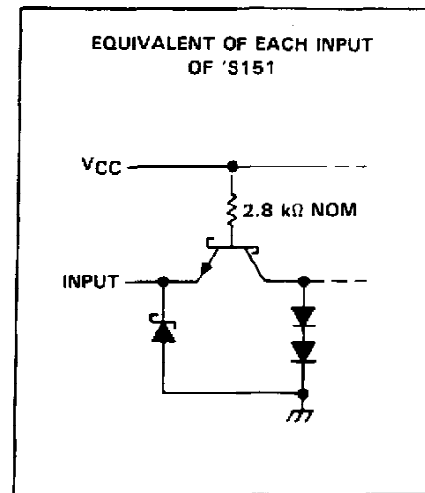 EQUIVALENT OF EACH INPUT
OF 'S151
VCC
2.8 kΩ NOM
INPUT